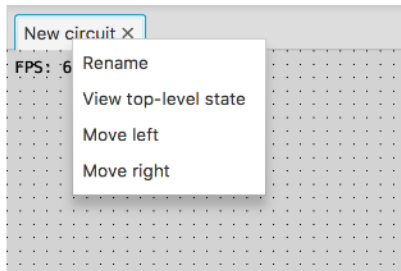 New circuit ×
FPS: 6
Rename
View top-level state
Move left
Move right